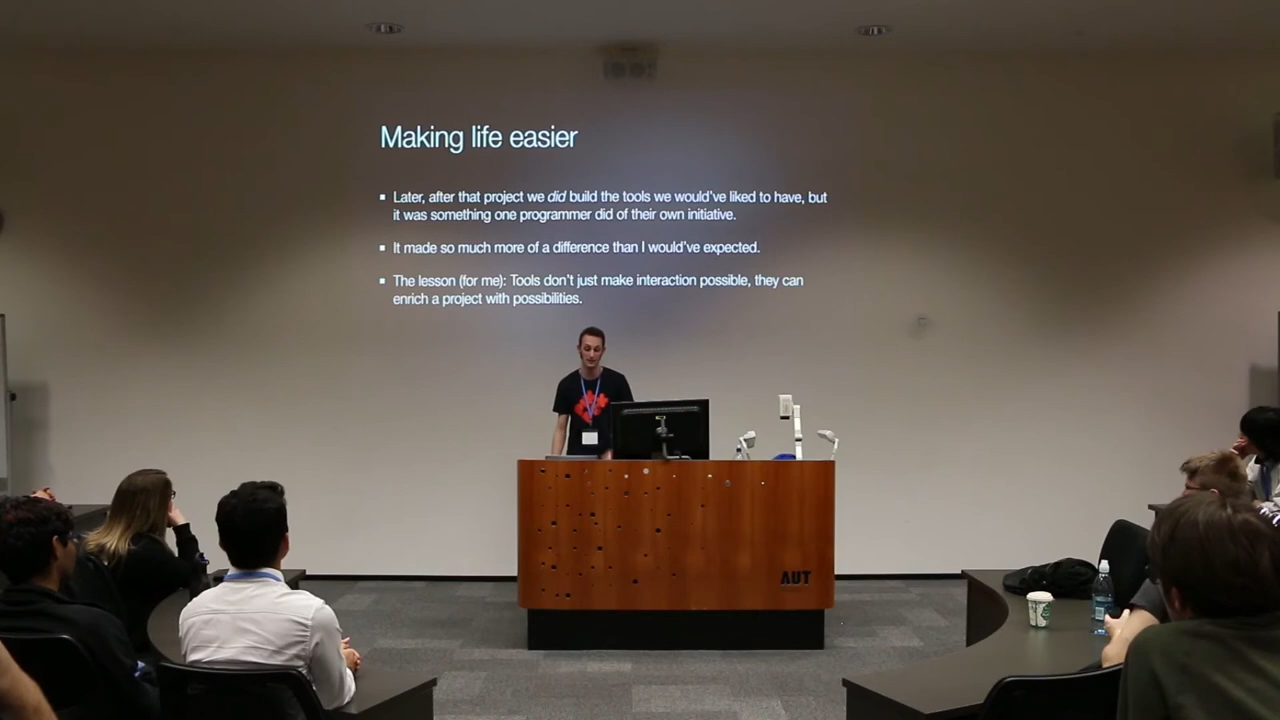 Making life easier
Later, after that project we did build the tools we would've liked to have, but
it was something one programmer did of their own initiative.
It made so much more of a difference than I would've expected.
The lesson (for me): Tools don't just make interaction possible, they can
enrich a project with possibilities.
AUT